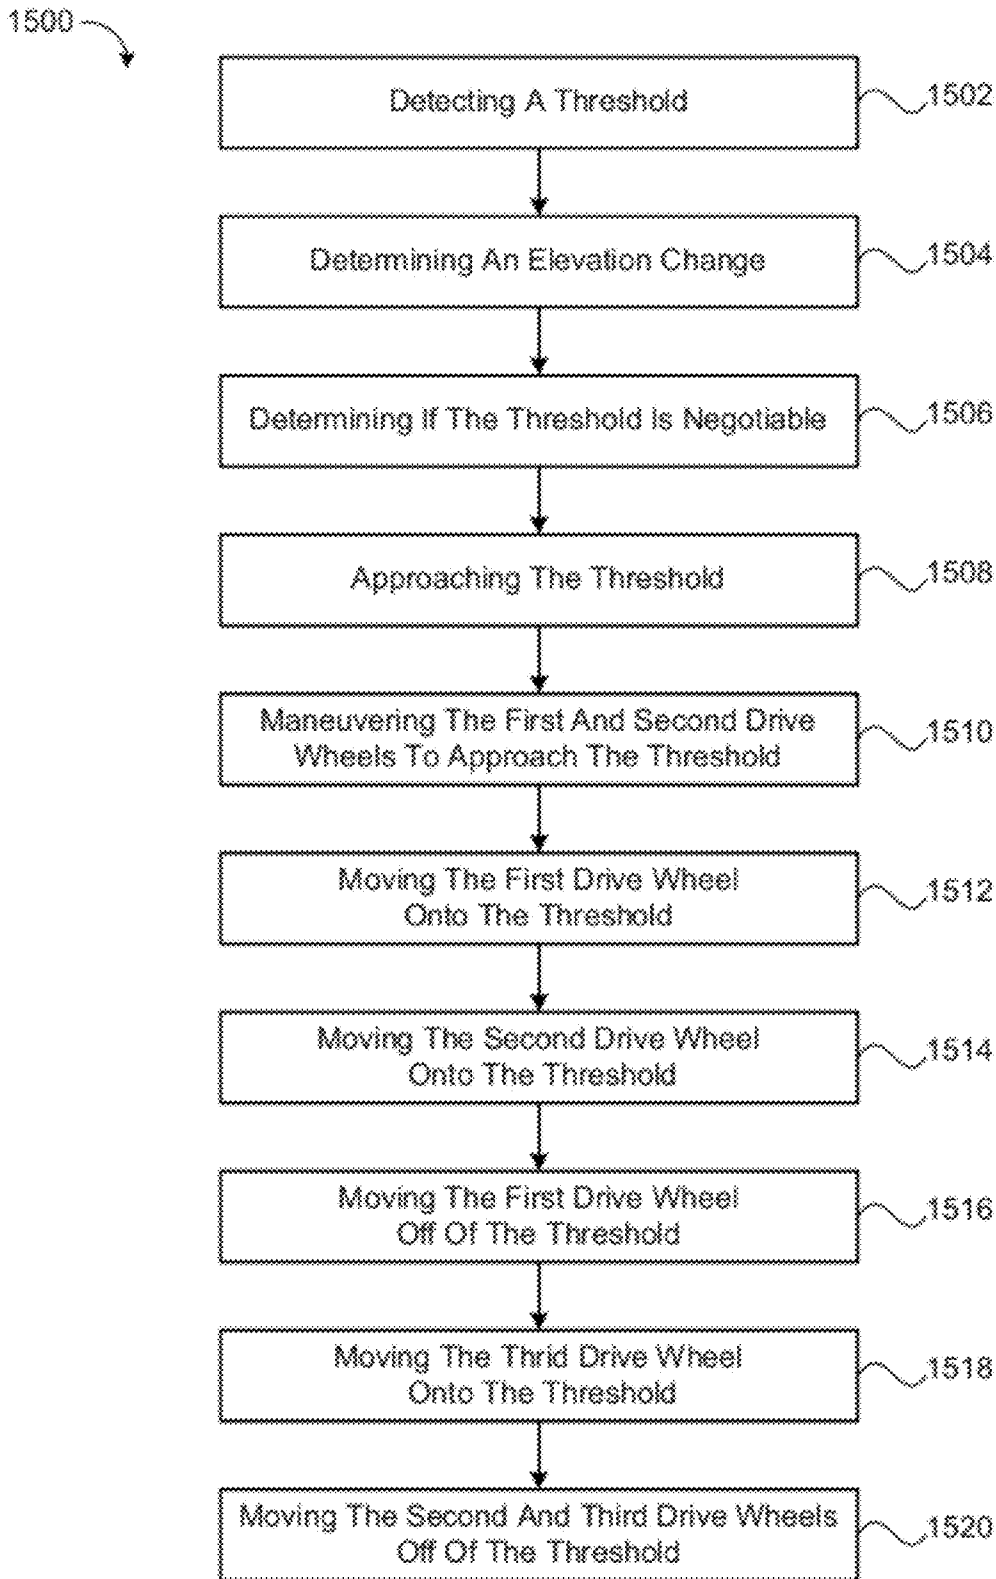 1500
Detecting A Threshold
1502
Determining An Elevation Change
1504
Determining If The Threshold Is Negotiable
1506
Approaching The Threshold
1508
Maneuvering The First And Second Drive
Wheels To Approach The Threshold
1510
Moving The First Drive Wheel
Onto The Threshold
1512
Moving The Second Drive Wheel
Onto The Threshold
1514
Moving The First Drive Wheel
Off Of The Threshold
1516
Moving The Thrid Drive Wheel
Onto The Threshold
1518
Moving The Second And Third Drive Wheels
Off Of The Threshold
1520